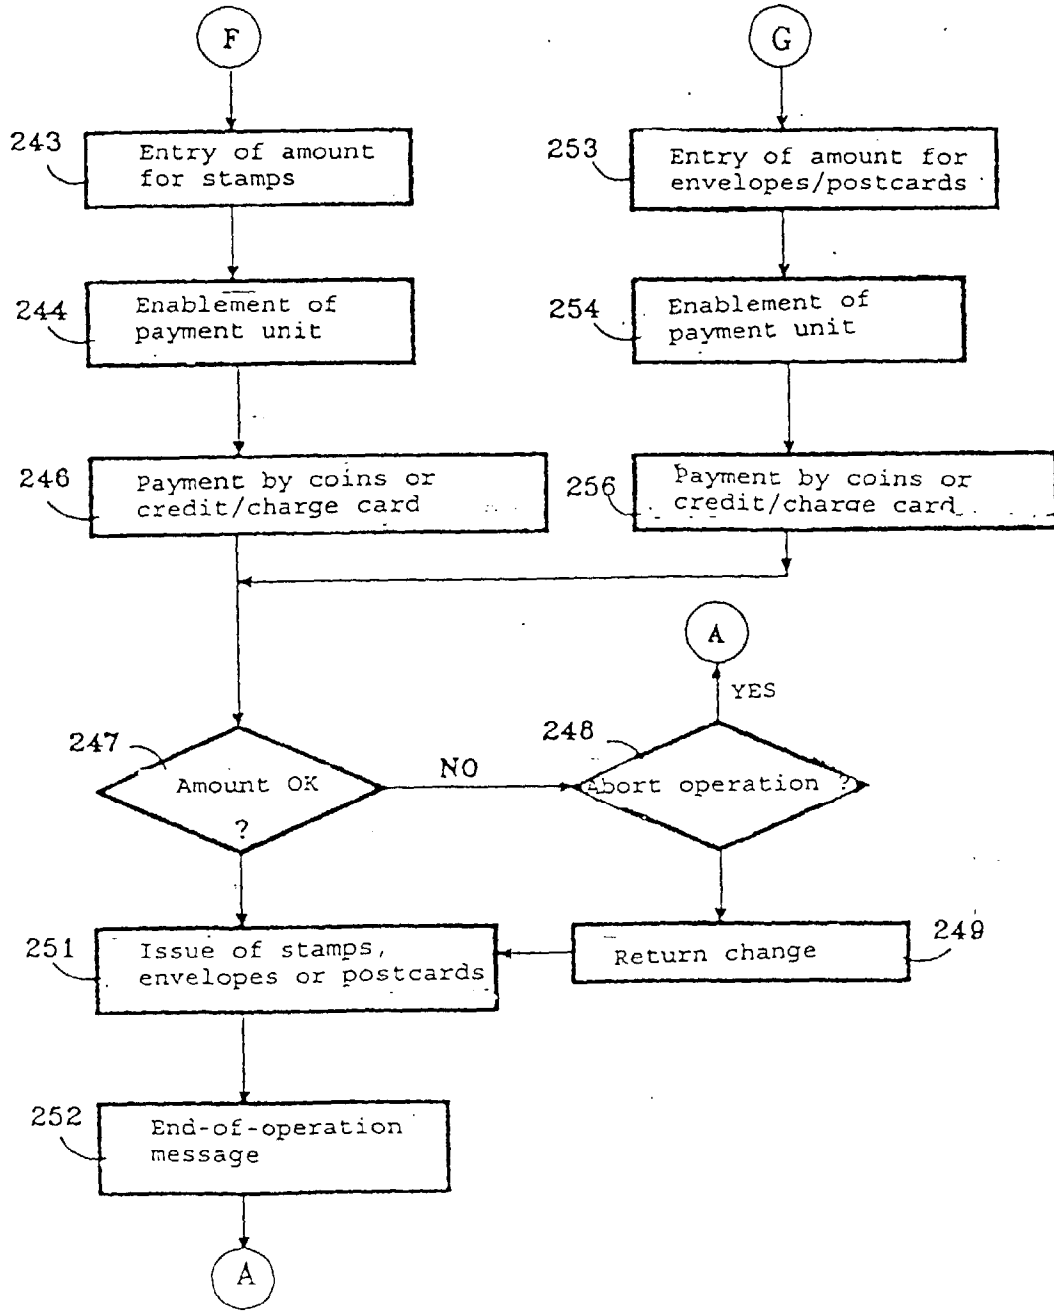 F
G
243
Entry of amount
for stamps
253
Entry of amount for
envelopes/postcards
244
Enablement of
payment unit
254
Enablement of
payment unit
246
Payment by coins or
credit/charge card
256
Payment by coins or
credit/charge card
A
YES
247
Amount OK
?
NO
248
Abort operation ?
251
Issue of stamps,
envelopes or postcards
Return change
249
252
End-of-operation
message
A